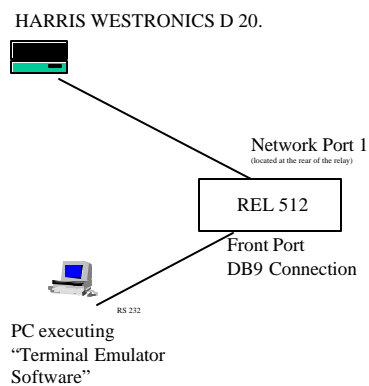 HARRIS WESTRONICS D 20.
Network Port 1
(located at the rear of the relay)
REL 512
Front Port
DB9 Connection
RS 232
PC executing
“Terminal Emulator
Software”